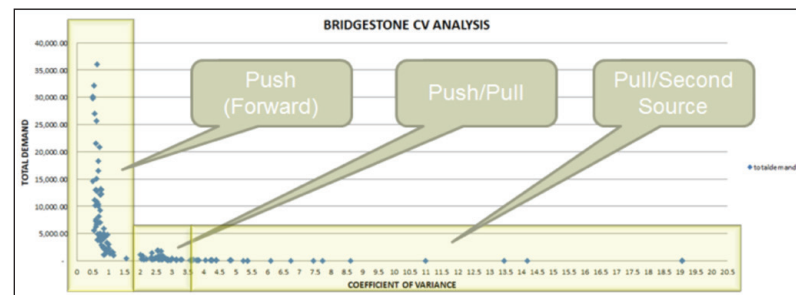 BRIDGESTONE CV ANALYSIS
40,000.00
35,000.00
30,000.00
25,000.00
20,000.00
15,000.00
10,000.00
5,000.00
-
TOTAL DEMAND
Push
(Forward)
Push/Pull
Pull/Second
Source
totaldemand
0 0.5 1 1.5 2 2.5 3 3.5 4 4.5 5 5.5 6 6.5 7 7.5 8 8.5 9 9.5 10 10.5 11 11.5 12 12.5 13 13.5 14 14.5 15 15.5 16 16.5 17 17.5 18 18.5 19 19.5 20 20.5
COEFFICIENT OF VARIANCE